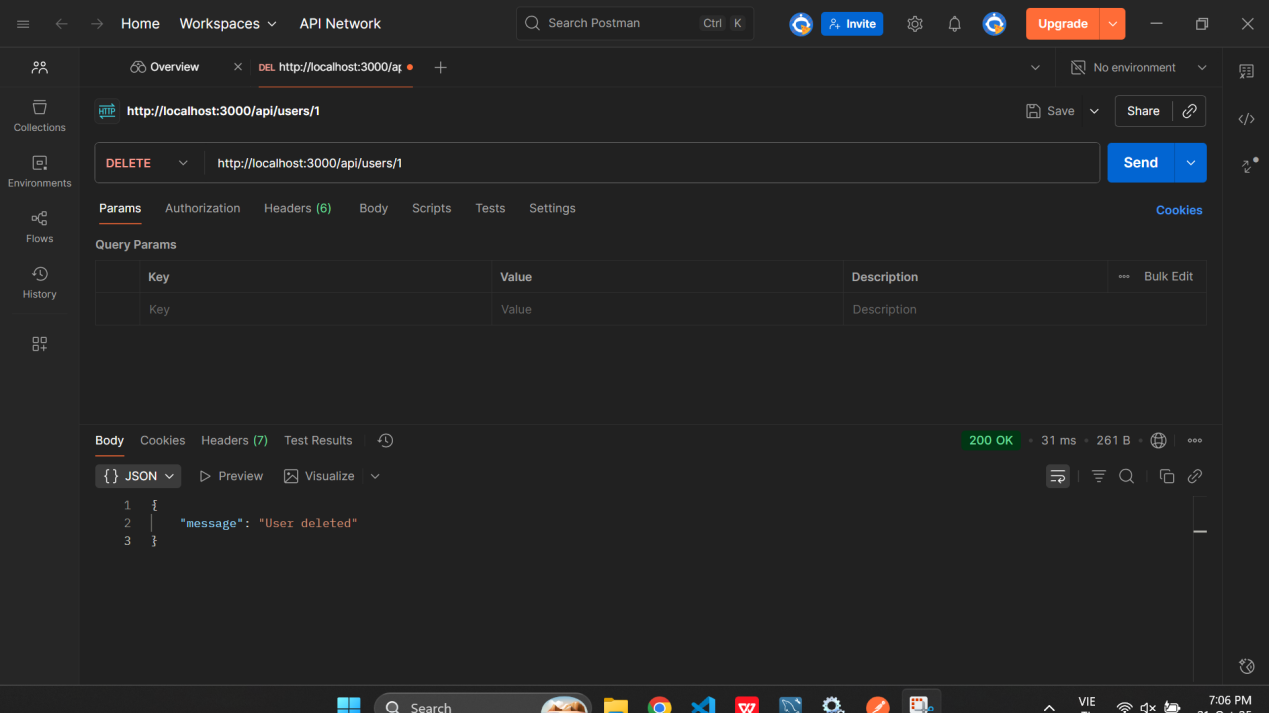 Home Workspaces API Network Search Postman Ctrl K Invite Upgrade
Overview DEL http://localhost:3000/ap No environment
HTTP http://localhost:3000/api/users/1 Save Share
Collections
DELETE http://localhost:3000/api/users/1 Send
Environments
Params Authorization Headers (6) Body Scripts Tests Settings Cookies
Flows
Query Params
Key Value Description Bulk Edit
History
Key Value Description
Body Cookies Headers (7) Test Results 200 OK • 31 ms • 261 B
{} JSON Preview Visualize
1 {
2 "message": "User deleted"
3 }
Search VIE 7:06 PM